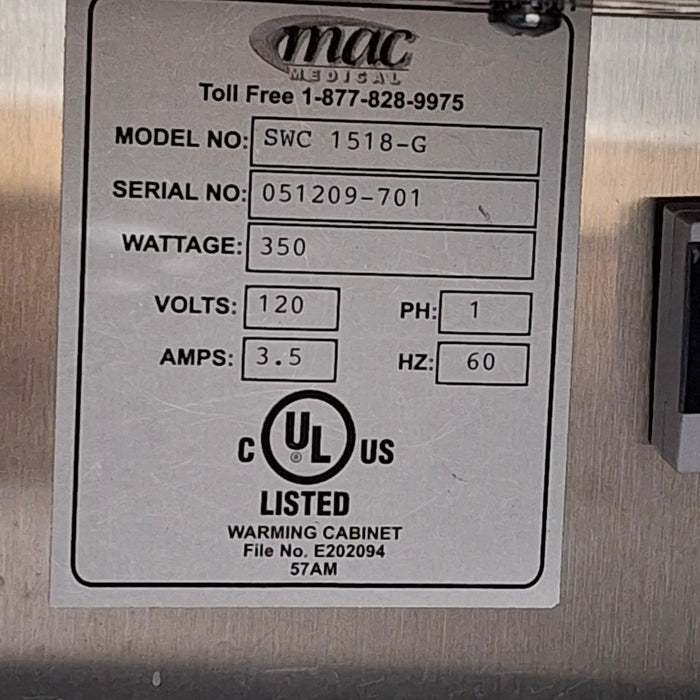 mac
MEDICAL
Toll Free 1-877-828-9975
MODEL NO: SWC 1518-G
SERIAL NO: 051209-701
WATTAGE: 350
VOLTS: 120 PH: 1
AMPS: 3.5 HZ: 60
C UL ® US
LISTED
WARMING CABINET
File No. E202094
57AM